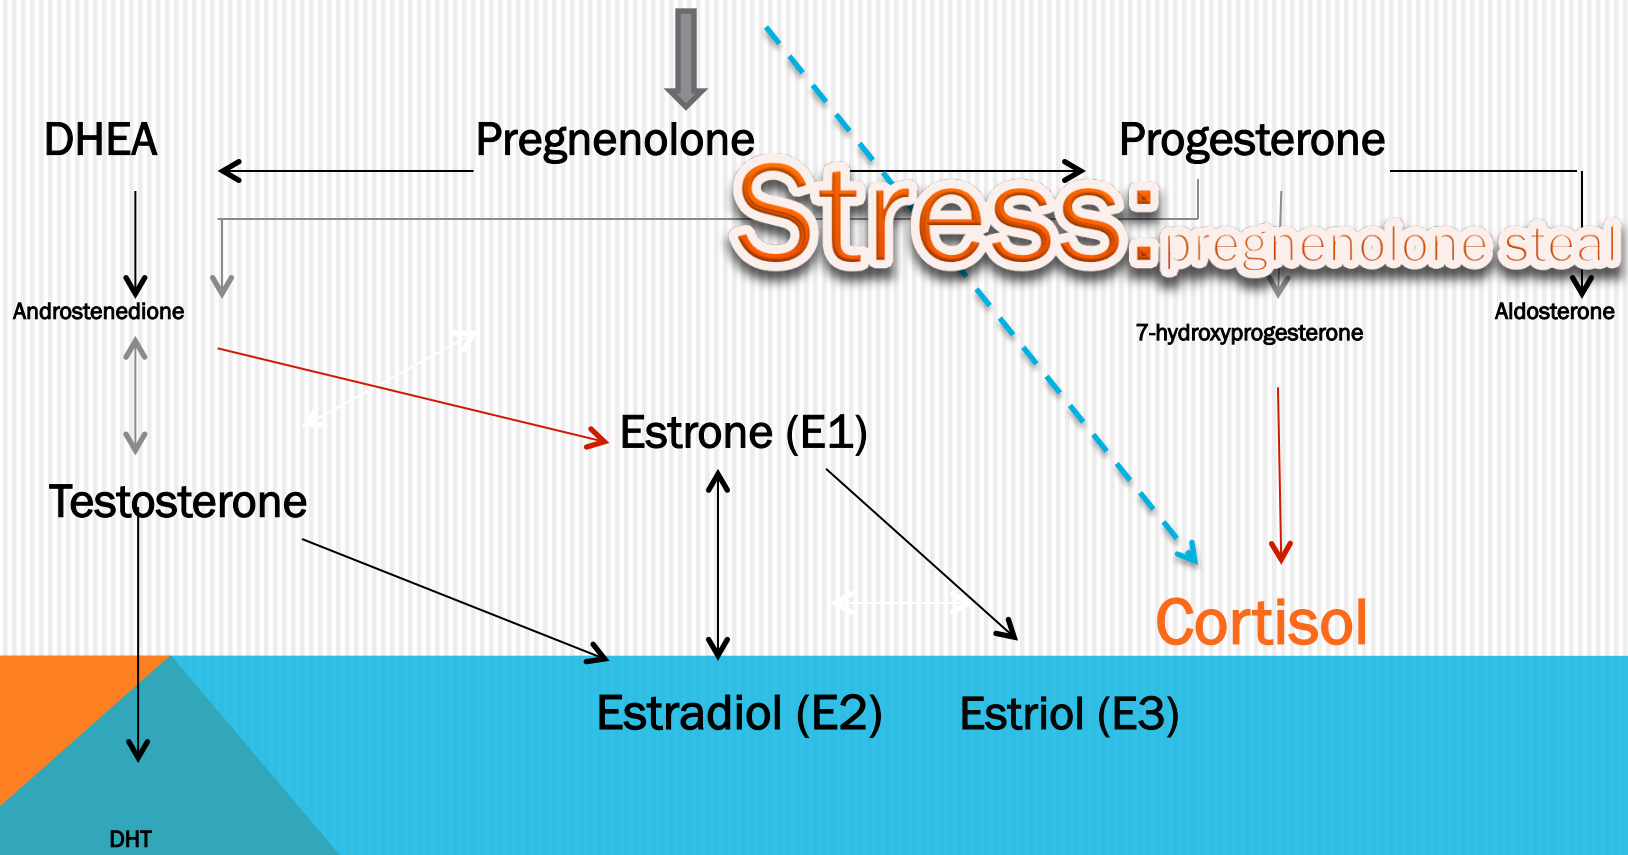 DHEA
Pregnenolone
Progesterone
Stress: pregnenolone steal
Androstenedione
Aldosterone
7-hydroxyprogesterone
Estrone (E1)
Testosterone
Cortisol
Estradiol (E2)
Estriol (E3)
DHT